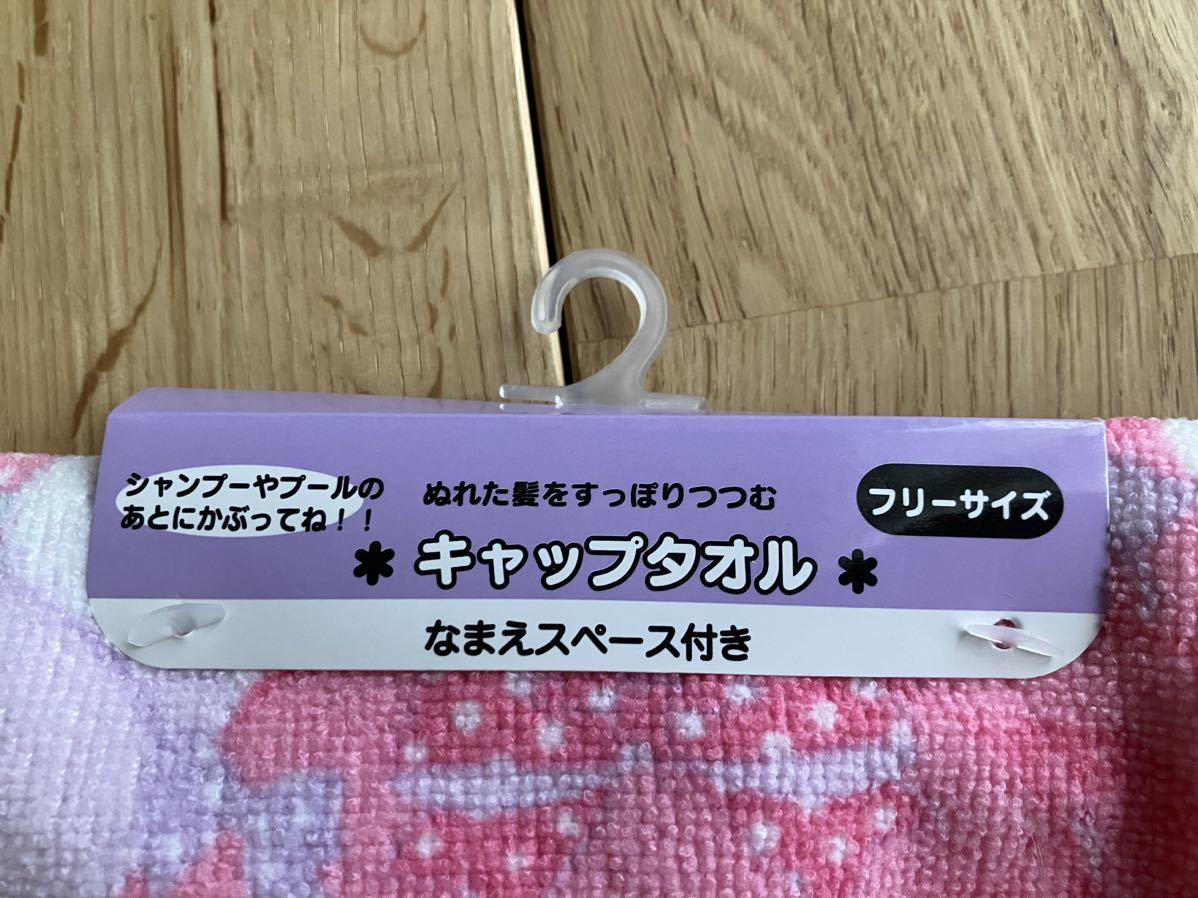 シャンプーやプールの
あとにかぶってね！！
ぬれた髪をすっぽりつつむ
フリーサイズ
＊キャップタオル＊
なまえスペース付き